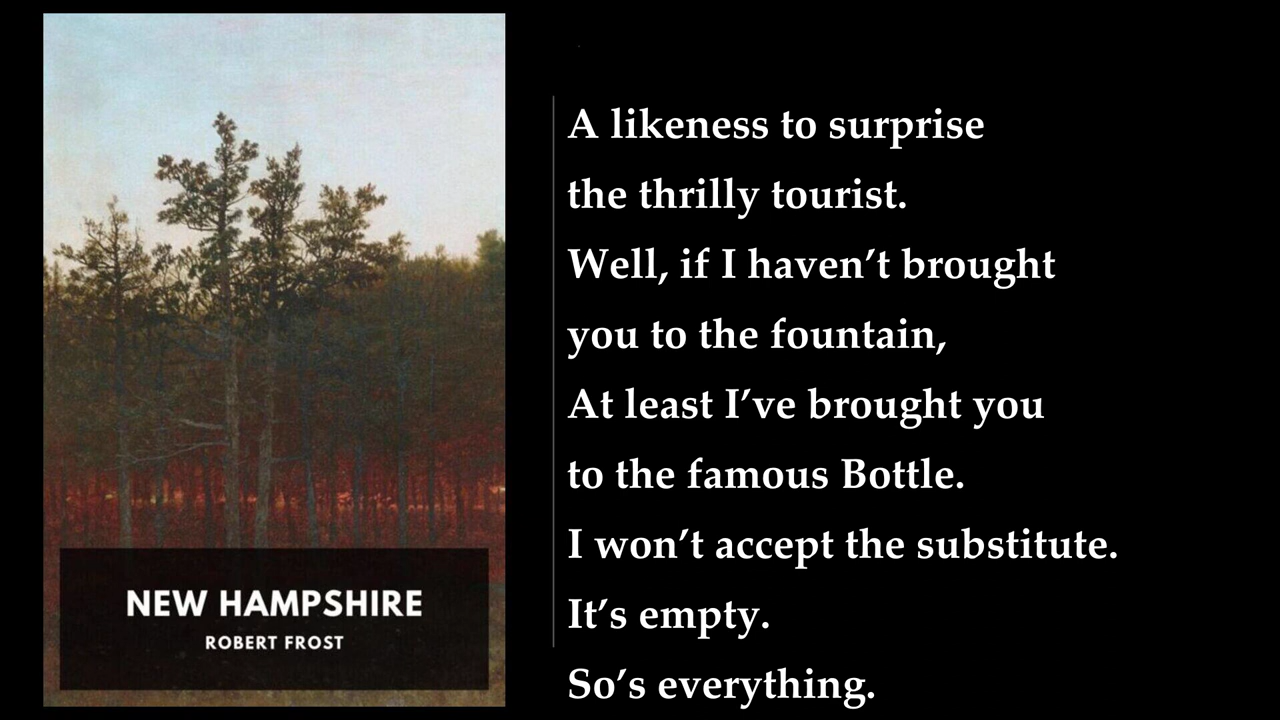 NEW HAMPSHIRE
ROBERT FROST
A likeness to surprise
the thrilly tourist.
Well, if I haven’t brought
you to the fountain,
At least I’ve brought you
to the famous Bottle.
I won’t accept the substitute.
It’s empty.
So’s everything.